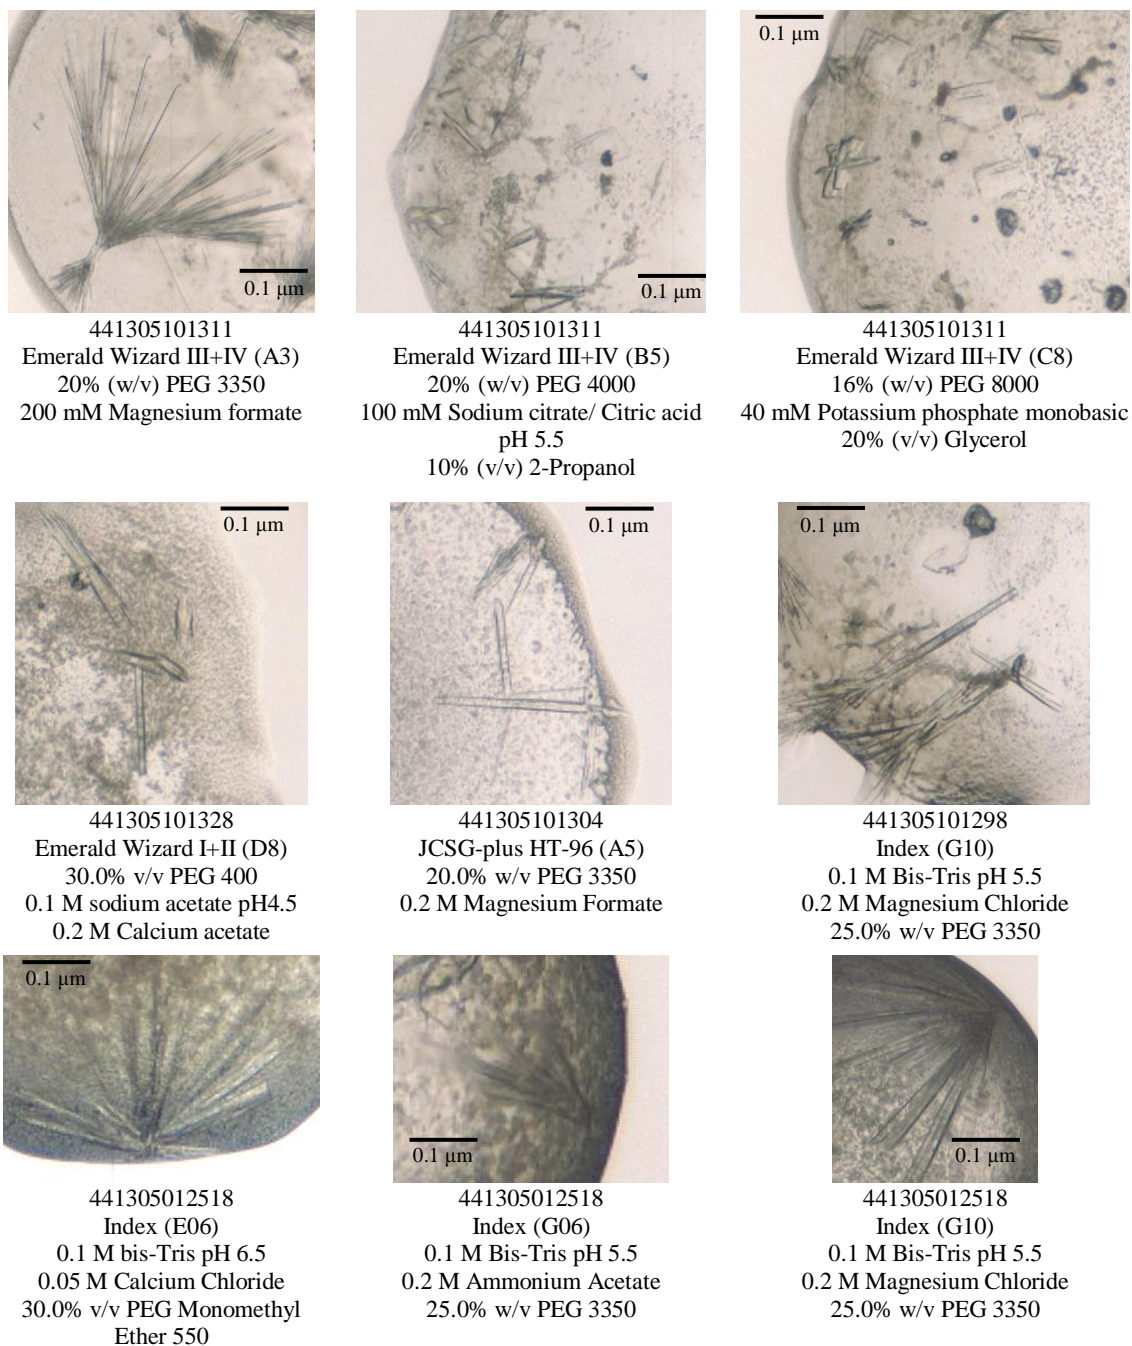 0.1 μm
441305101311
Emerald Wizard III+IV (A3)
20% (w/v) PEG 3350
200 mM Magnesium formate
0.1 μm
441305101311
Emerald Wizard III+IV (B5)
20% (w/v) PEG 4000
100 mM Sodium citrate/ Citric acid
pH 5.5
10% (v/v) 2-Propanol
0.1 μm
441305101311
Emerald Wizard III+IV (C8)
16% (w/v) PEG 8000
40 mM Potassium phosphate monobasic
20% (v/v) Glycerol
0.1 μm
441305101328
Emerald Wizard I+II (D8)
30.0% v/v PEG 400
0.1 M sodium acetate pH4.5
0.2 M Calcium acetate
0.1 μm
441305101304
JCSG-plus HT-96 (A5)
20.0% w/v PEG 3350
0.2 M Magnesium Formate
0.1 μm
441305101298
Index (G10)
0.1 M Bis-Tris pH 5.5
0.2 M Magnesium Chloride
25.0% w/v PEG 3350
0.1 μm
441305012518
Index (E06)
0.1 M bis-Tris pH 6.5
0.05 M Calcium Chloride
30.0% v/v PEG Monomethyl
Ether 550
0.1 μm
441305012518
Index (G06)
0.1 M Bis-Tris pH 5.5
0.2 M Ammonium Acetate
25.0% w/v PEG 3350
0.1 μm
441305012518
Index (G10)
0.1 M Bis-Tris pH 5.5
0.2 M Magnesium Chloride
25.0% w/v PEG 3350